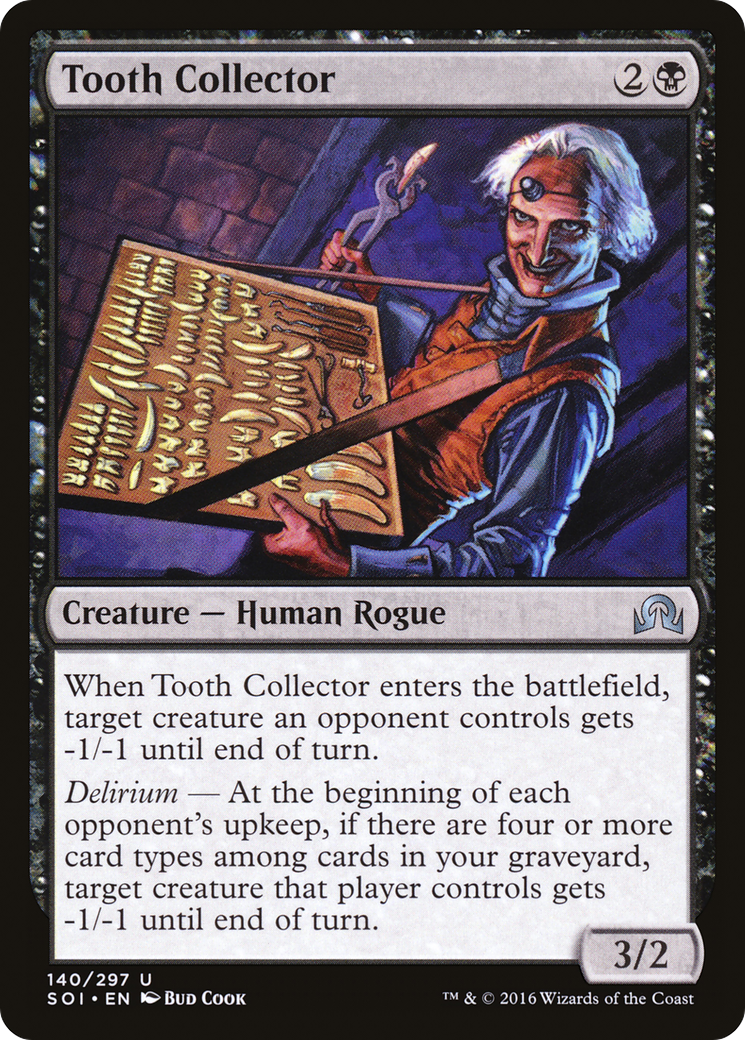 Tooth Collector 2
Creature — Human Rogue
When Tooth Collector enters the battlefield,
target creature an opponent controls gets
-1/-1 until end of turn.
Delirium — At the beginning of each
opponent's upkeep, if there are four or more
card types among cards in your graveyard,
target creature that player controls gets
-1/-1 until end of turn.
3/2
140/297 U
SOI • EN Bud Cook
™ & © 2016 Wizards of the Coast